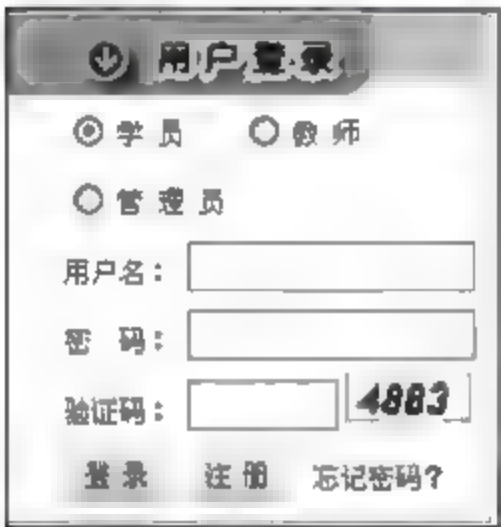 用户登录
学员 教师
管理员
用户名：
密 码：
验证码： 4883
登录 注册 忘记密码?